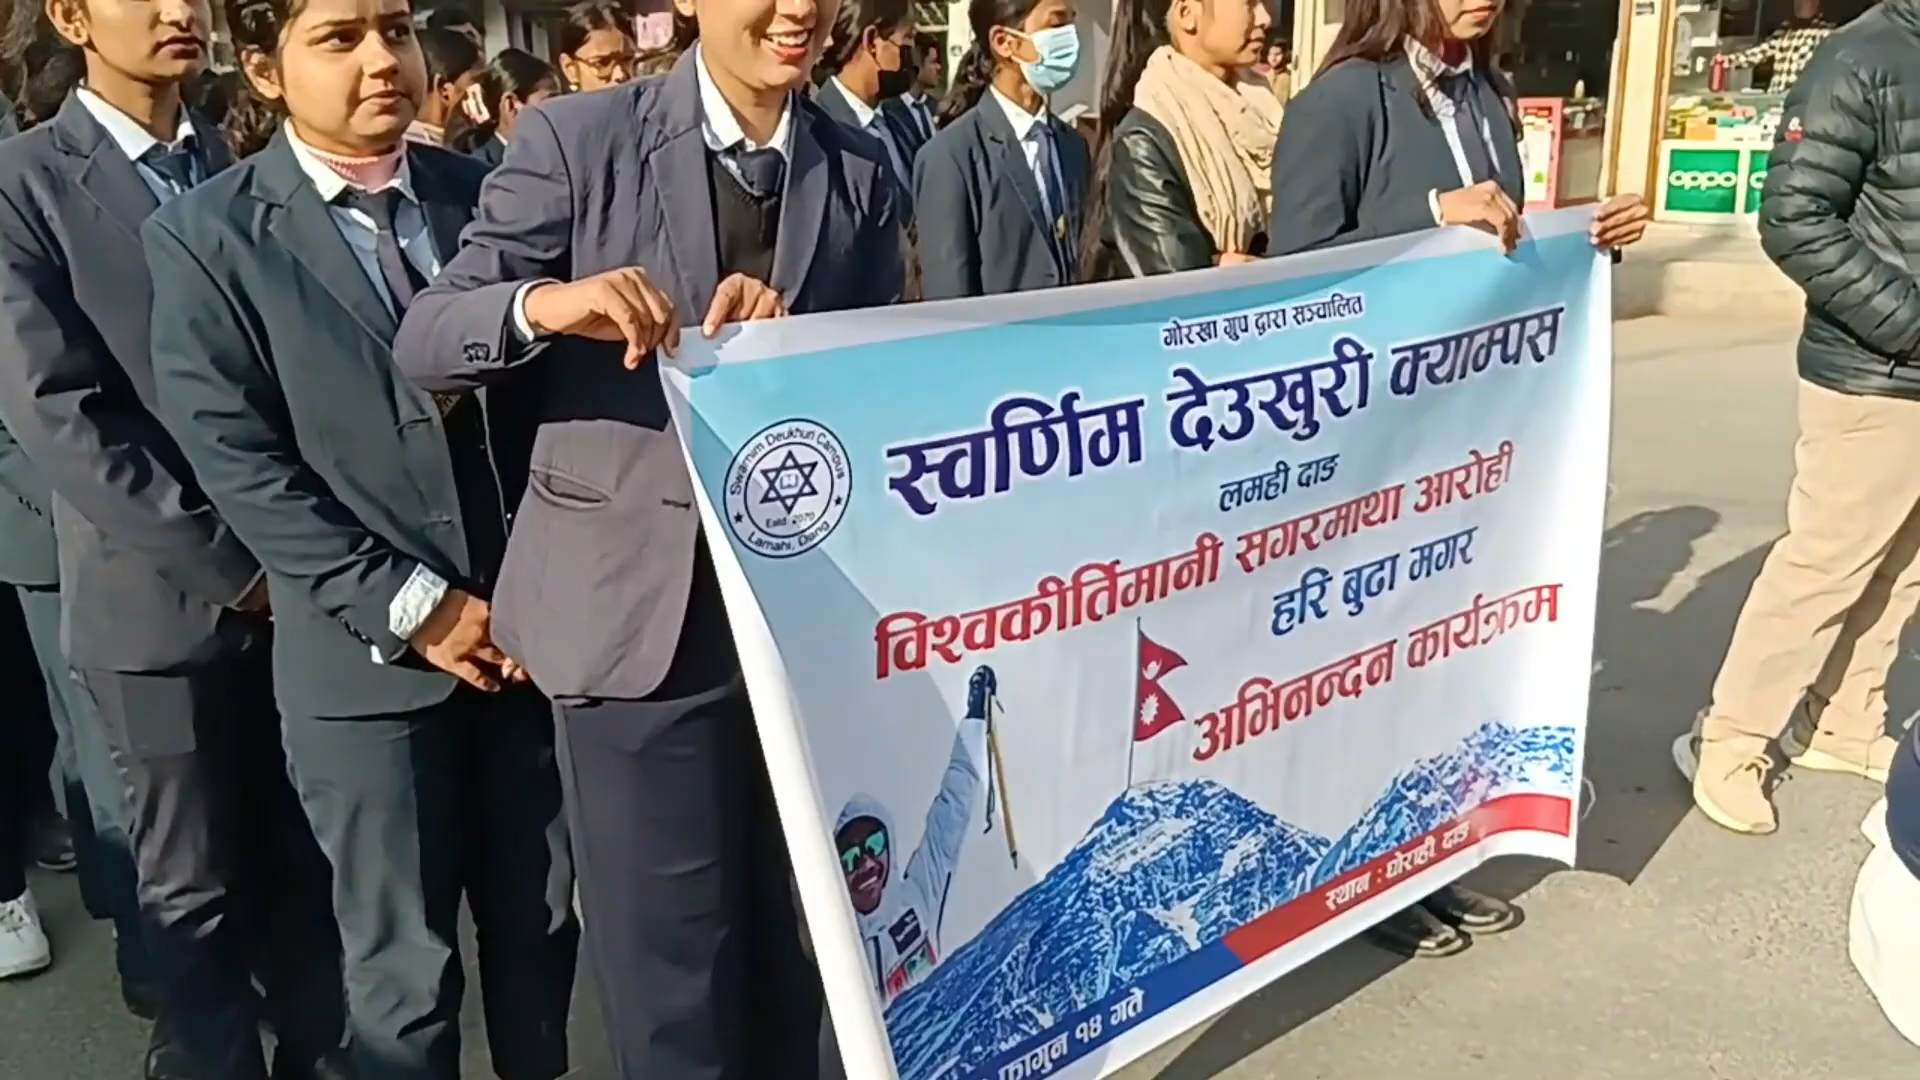 गोरखा ग्रुप द्वारा सञ्चालित
स्वर्णिम देउखुरी क्याम्पस
लमही दाङ
विश्वकीर्तिमानी सगरमाथा आरोही
हरि बुढा मगर
अभिनन्दन कार्यक्रम
स्थान : घोराही दाङ
फागुन १४ गते
Swarnim Deukhuri Campus
Estd. 2070
Lamahi, Dang
oppo